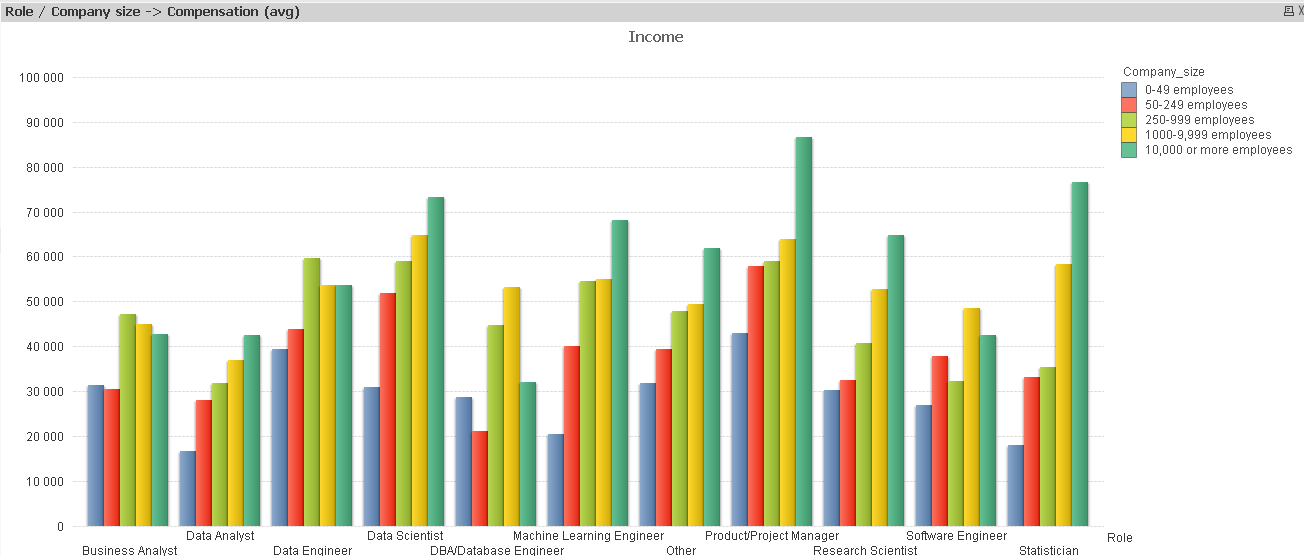 Role / Company size -> Compensation (avg)
Income
100 000
90 000
80 000
70 000
60 000
50 000
40 000
30 000
20 000
10 000
0
Company_size
0-49 employees
50-249 employees
250-999 employees
1000-9,999 employees
10,000 or more employees
Data Analyst Data Scientist Machine Learning Engineer Product/Project Manager Software Engineer Role
Business Analyst Data Engineer DBA/Database Engineer Other Research Scientist Statistician